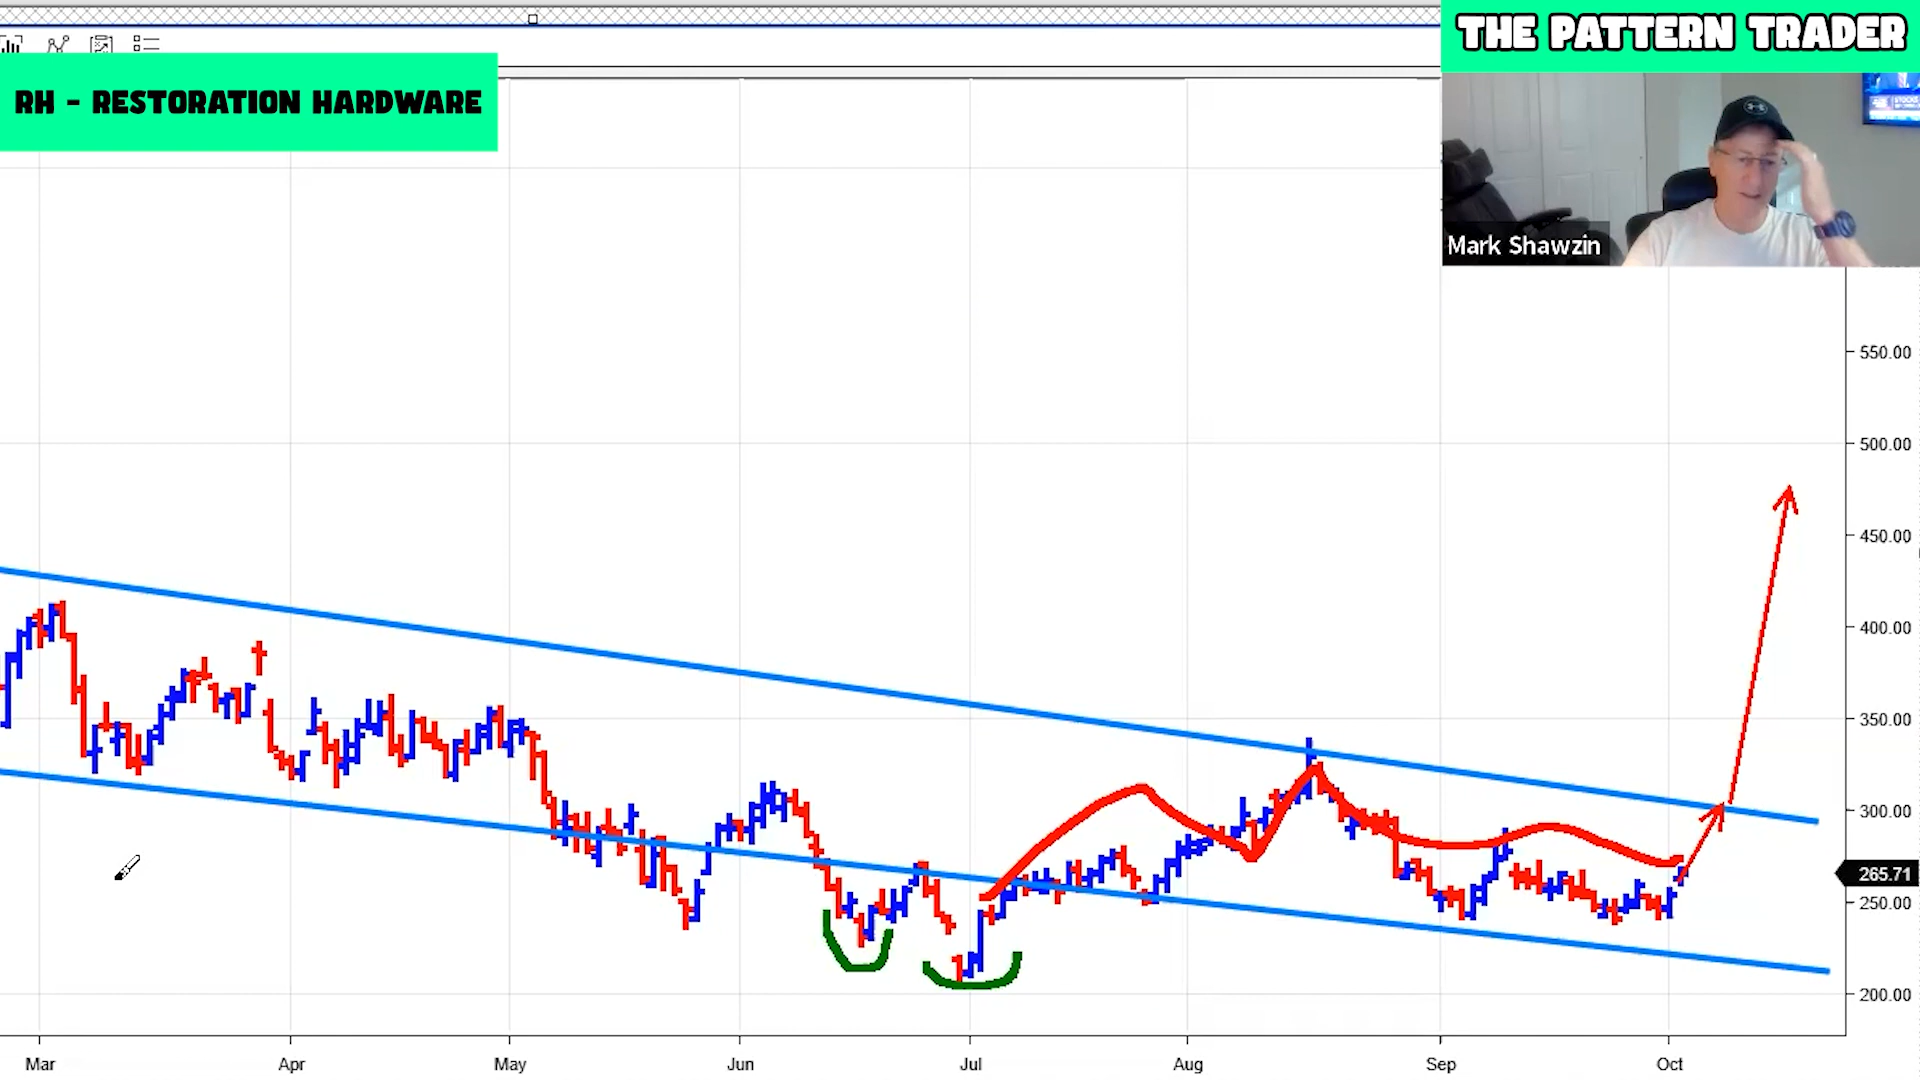 THE PATTERN TRADER
RH - RESTORATION HARDWARE
STOCKS
Mark Shawzin
550.00
500.00
450.00
400.00
350.00
300.00
265.71
250.00
200.00
Mar
Apr
May
Jun
Jul
Aug
Sep
Oct